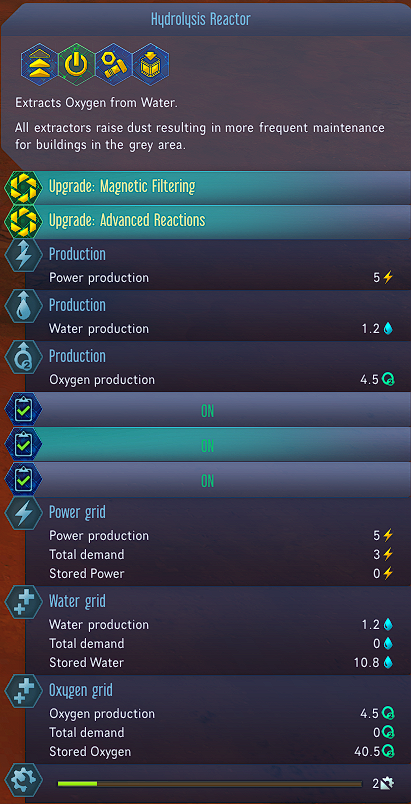 Hydrolysis Reactor
Extracts Oxygen from Water.
All extractors raise dust resulting in more frequent maintenance
for buildings in the grey area.
Upgrade: Magnetic Filtering
Upgrade: Advanced Reactions
Production
Power production 5
Production
Water production 1.2
Production
Oxygen production 4.5
ON
ON
ON
Power grid
Power production 5
Total demand 3
Stored Power 0
Water grid
Water production 1.2
Total demand 0
Stored Water 10.8
Oxygen grid
Oxygen production 4.5
Total demand 0
Stored Oxygen 40.5
2